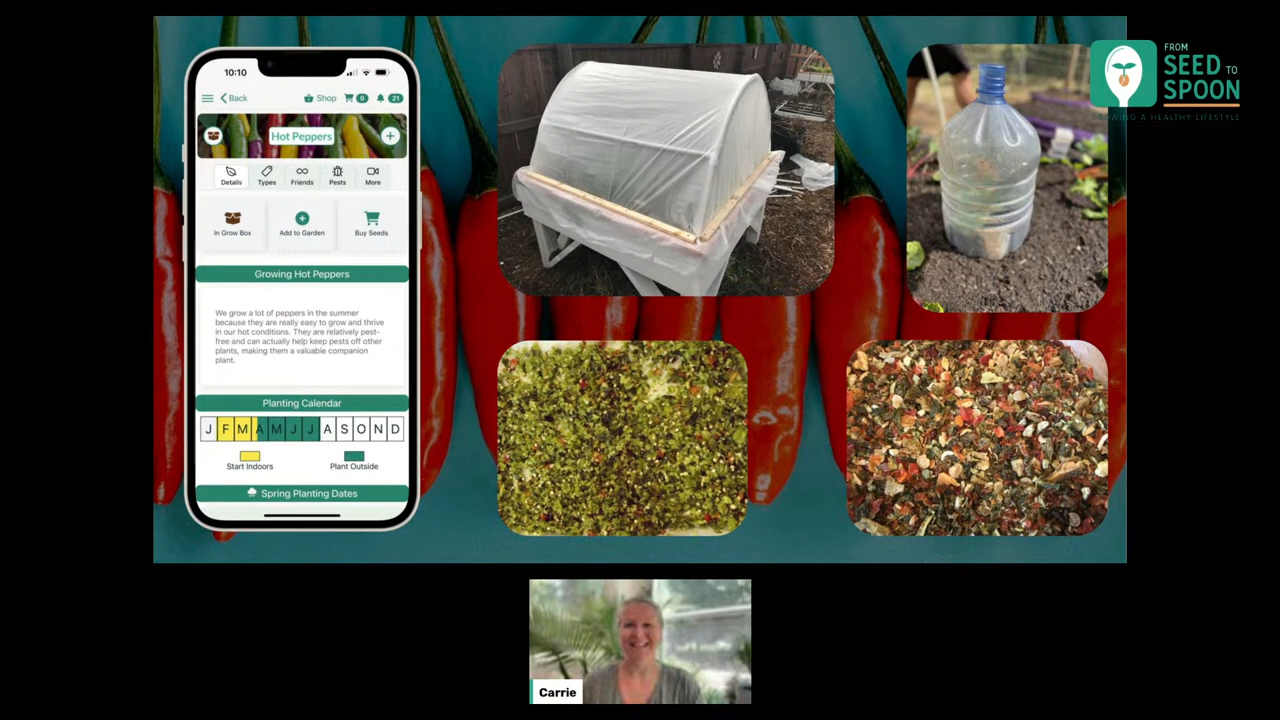 10:10
Back
Shop
0
21
Hot Peppers
Details
Types
Friends
Pests
More
In Grow Box
Add to Garden
Buy Seeds
Growing Hot Peppers
We grow a lot of peppers in the summer
because they are really easy to grow and thrive
in our hot conditions. They are relatively pest-
free and can actually help keep pests off other
plants, making them a valuable companion
plant.
Planting Calendar
J F M A M J J A S O N D
Start Indoors
Plant Outside
Spring Planting Dates
FROM
SEED TO
SPOON
GROWING A HEALTHY LIFESTYLE
Carrie